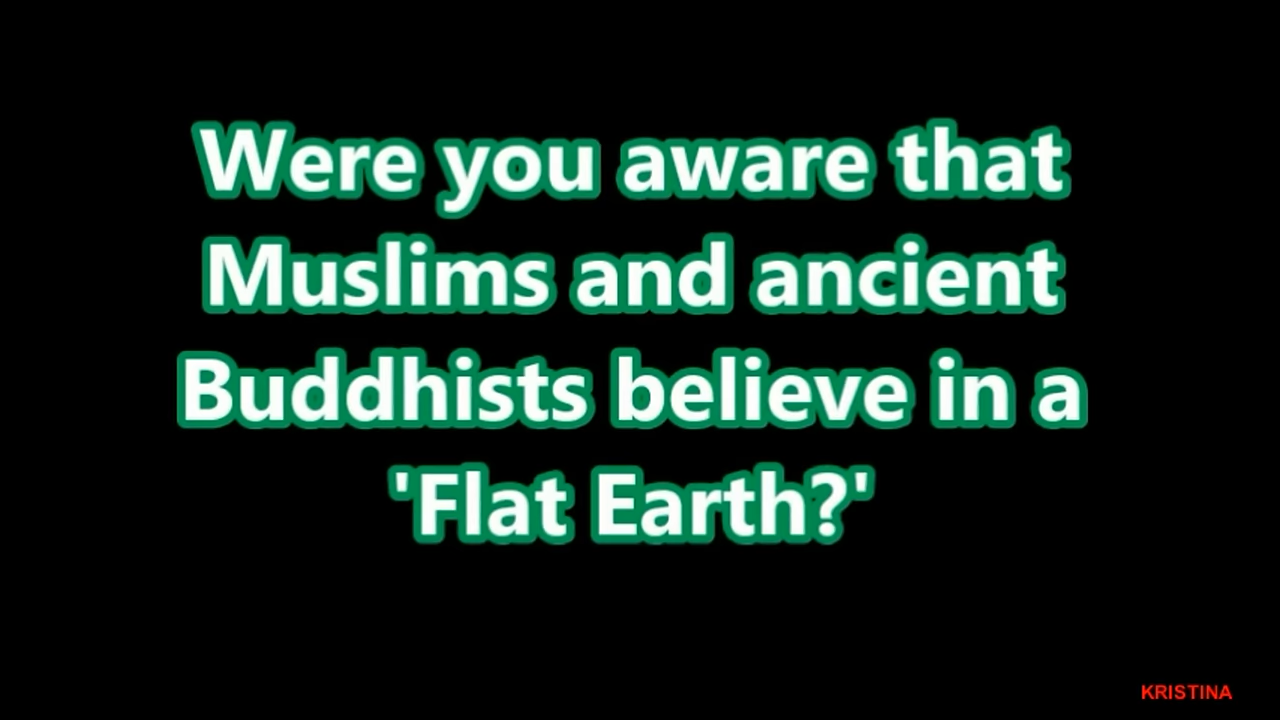 Were you aware that
Muslims and ancient
Buddhists believe in a
'Flat Earth?'
KRISTINA